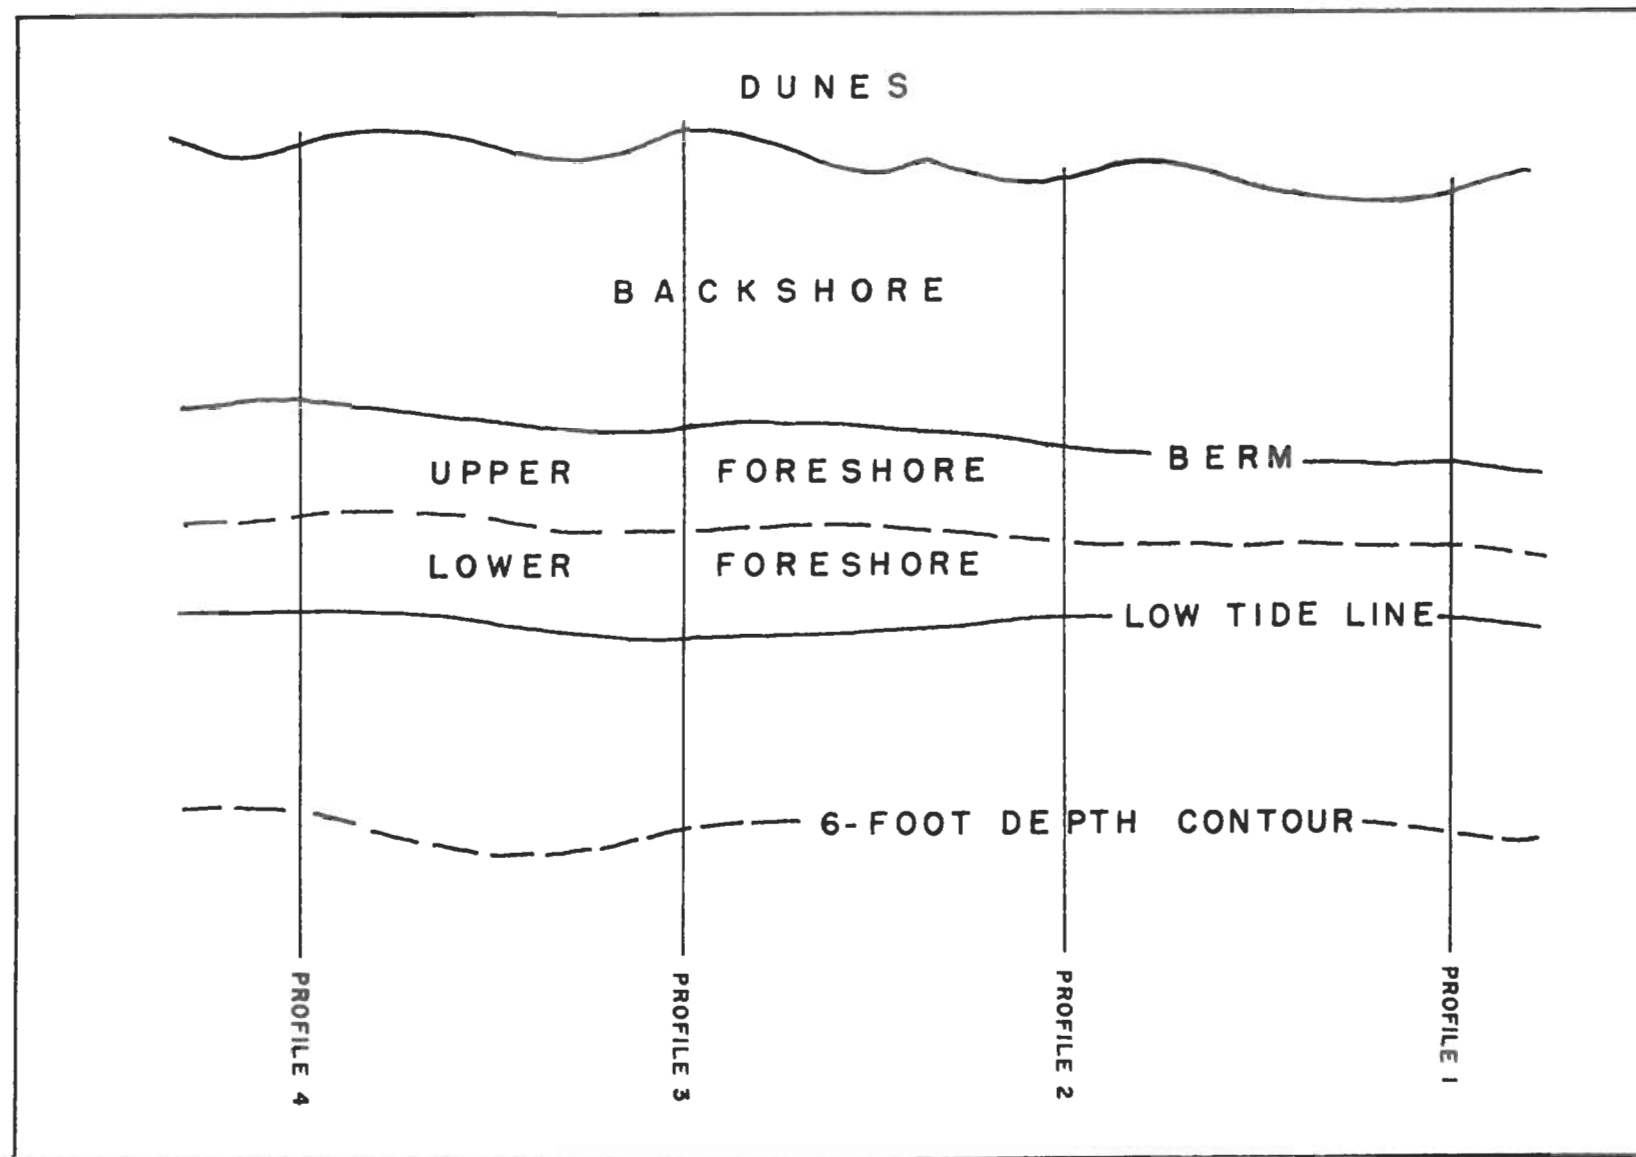 DUNES
BACKSHORE
BERM
UPPER FORESHORE
LOWER FORESHORE
LOW TIDE LINE
6-FOOT DEPTH CONTOUR
PROFILE 4
PROFILE 3
PROFILE 2
PROFILE 1